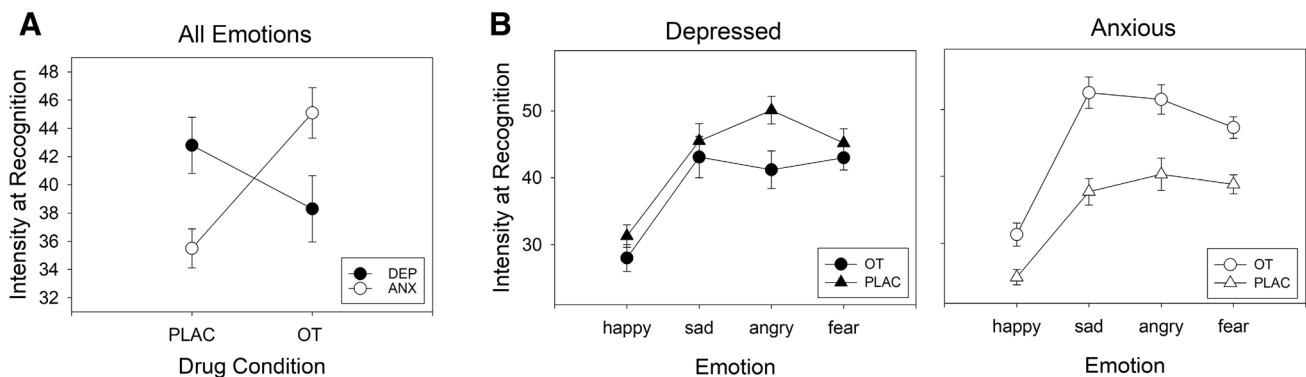 A
All Emotions
Intensity at Recognition
48
46
44
42
40
38
36
34
32
DEP
ANX
PLAC
OT
Drug Condition
B
Depressed
Intensity at Recognition
50
40
30
OT
PLAC
happy
sad
angry
fear
Emotion
Anxious
OT
PLAC
happy
sad
angry
fear
Emotion